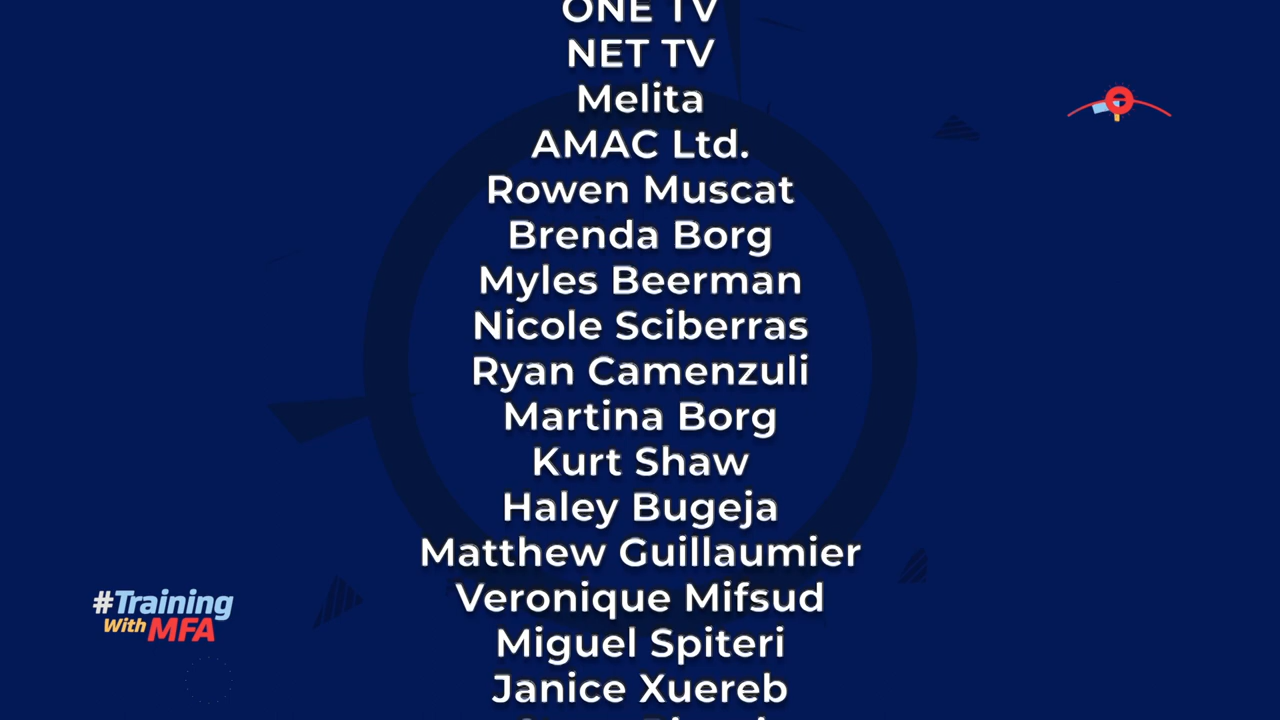 ONE TV
NET TV
Melita
AMAC Ltd.
Rowen Muscat
Brenda Borg
Myles Beerman
Nicole Sciberras
Ryan Camenzuli
Martina Borg
Kurt Shaw
Haley Bugeja
Matthew Guillaumier
Veronique Mifsud
Miguel Spiteri
Janice Xuereb
#Training
With MFA